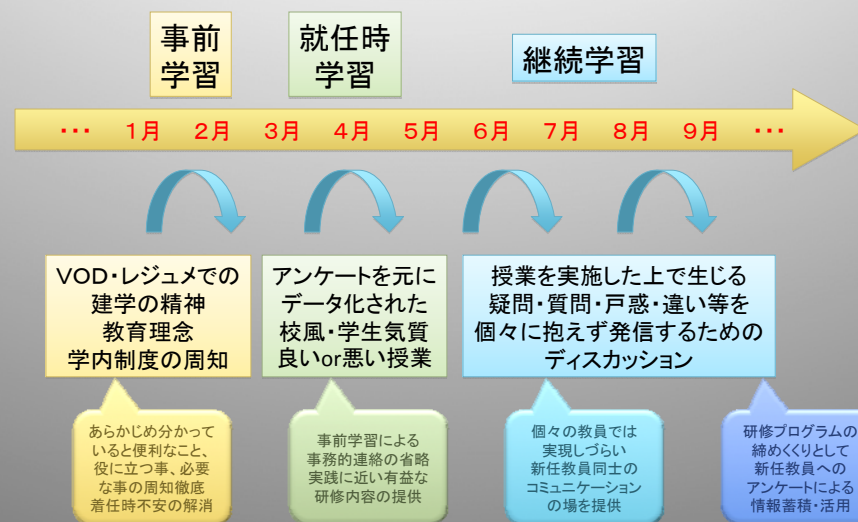 事前
学習
就任時
学習
継続学習
… 1月 2月 3月 4月 5月 6月 7月 8月 9月 …
VOD・レジュメでの
建学の精神
教育理念
学内制度の周知
アンケートを元に
データ化された
校風・学生気質
良いor悪い授業
授業を実施した上で生じる
疑問・質問・戸惑・違い等を
個々に抱えず発信するための
ディスカッション
あらかじめ分かって
いると便利なこと、
役に立つ事、必要
な事の周知徹底
着任時不安の解消
事前学習による
事務的連絡の省略
実践に近い有益な
研修内容の提供
個々の教員では
実現しづらい
新任教員同士の
コミュニケーション
の場を提供
研修プログラムの
締めくくりとして
新任教員への
アンケートによる
情報蓄積・活用